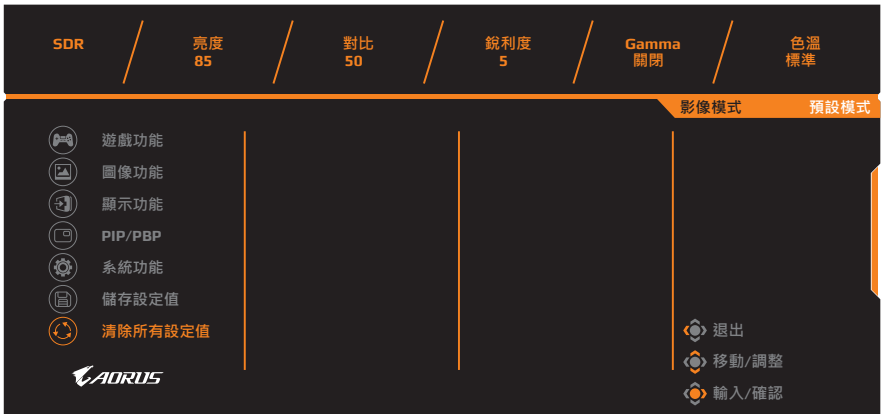 SDR
亮度
85
對比
50
銳利度
5
Gamma
關閉
色溫
標準
影像模式 預設模式
遊戲功能
圖像功能
顯示功能
PIP/PBP
系統功能
儲存設定值
清除所有設定值
AORUS
退出
移動/調整
輸入/確認